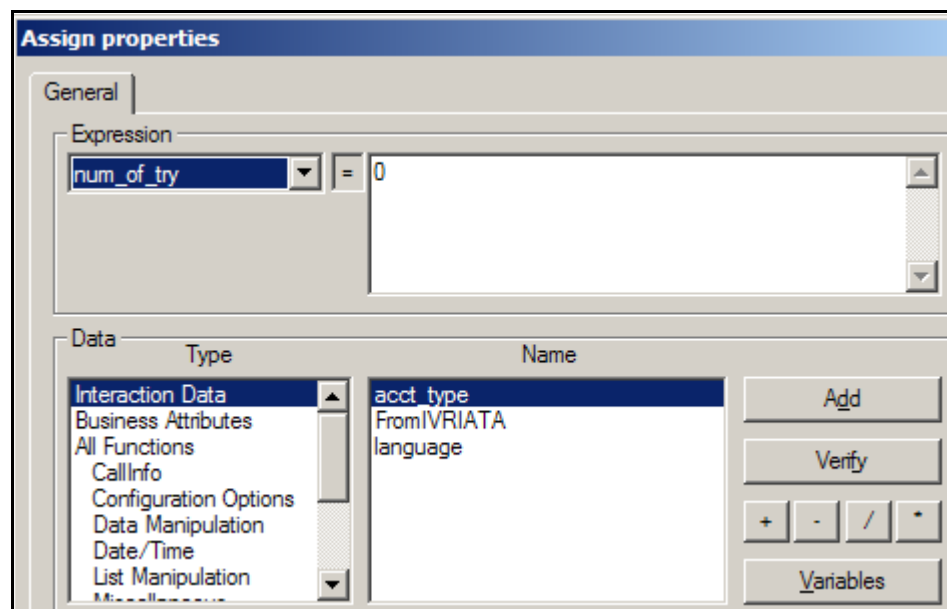 Assign properties
General
Expression
num_of_try = 0
Data
Type Name
Interaction Data
Business Attributes
All Functions
CallInfo
Configuration Options
Data Manipulation
Date/Time
List Manipulation
acct_type
FromIVRIATA
language
Add
Verify
+ - / *
Variables